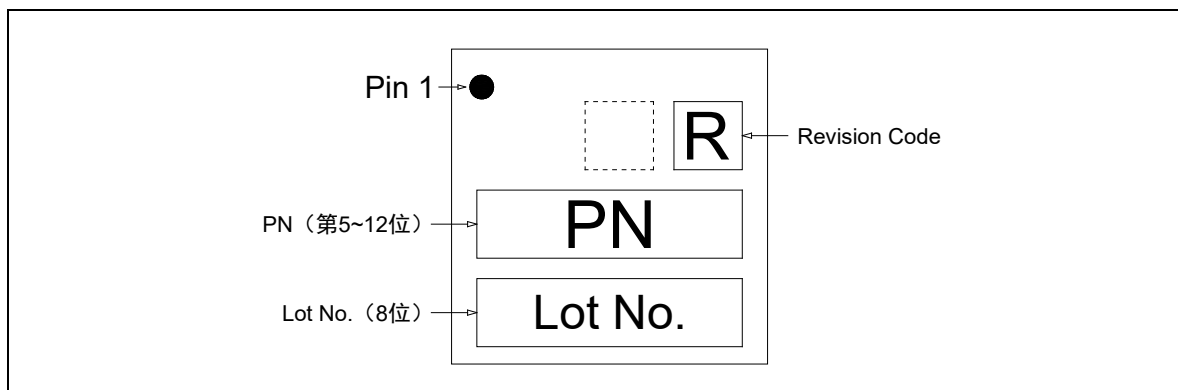 Pin 1
R
Revision Code
PN（第5~12位）
PN
Lot No.（8位）
Lot No.